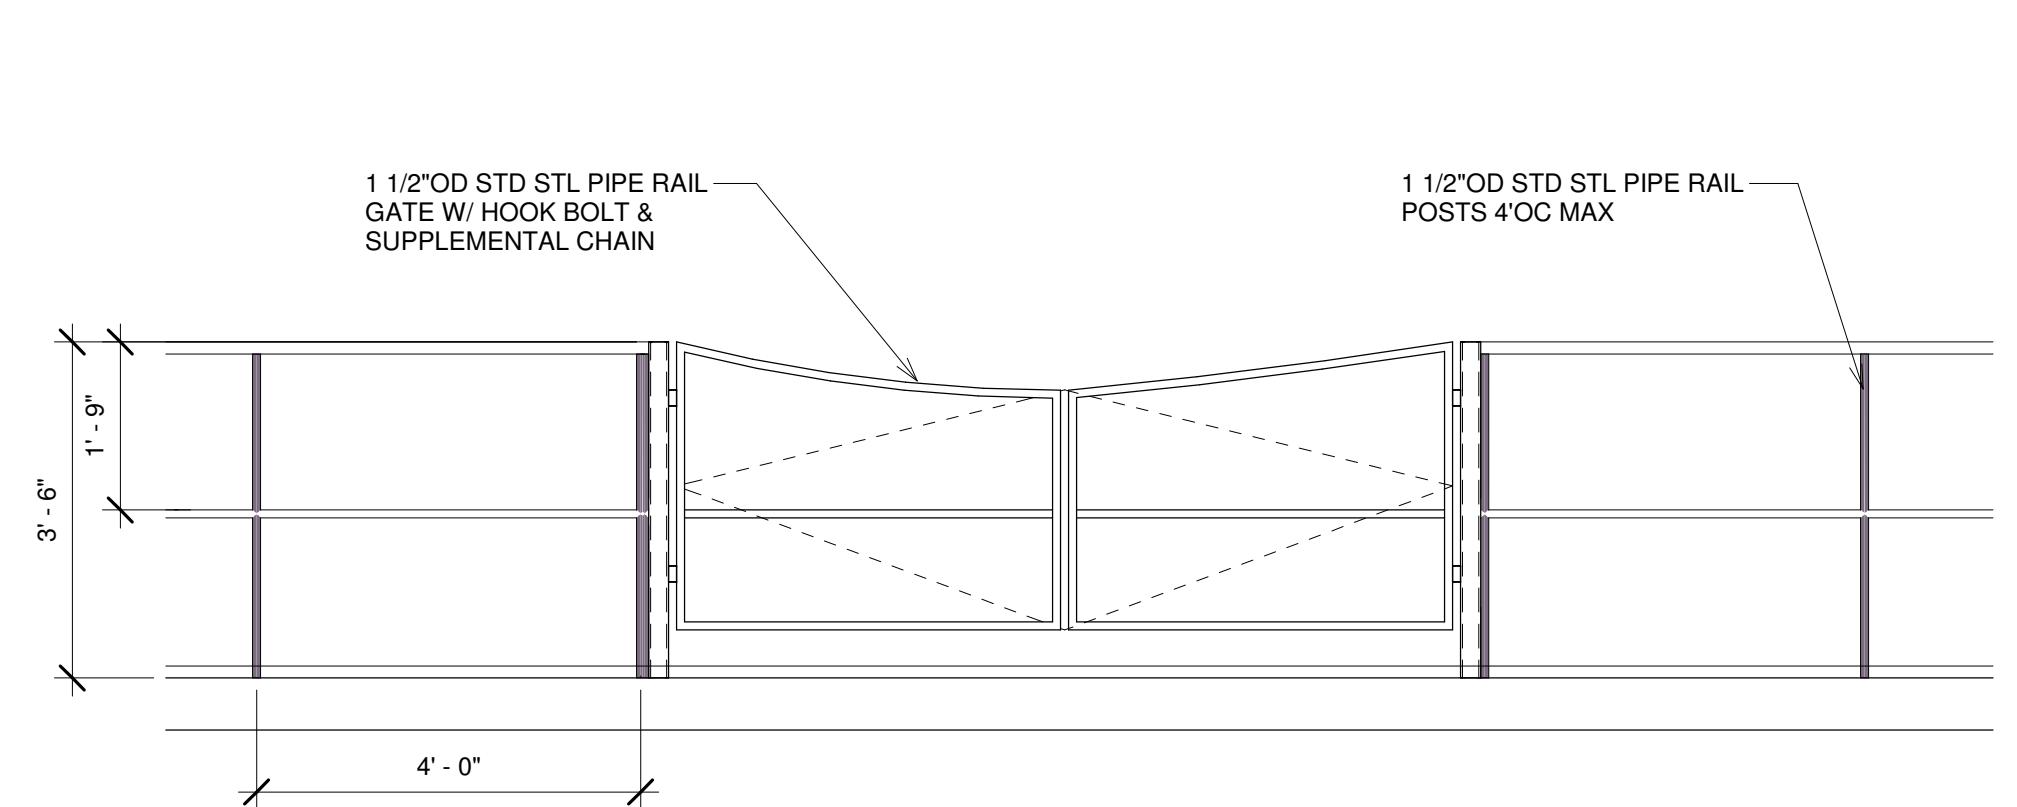 1 1/2"OD STD STL PIPE RAIL
GATE W/ HOOK BOLT &
SUPPLEMENTAL CHAIN
1 1/2"OD STD STL PIPE RAIL
POSTS 4'OC MAX
1' - 9"
3' - 6"
4' - 0"